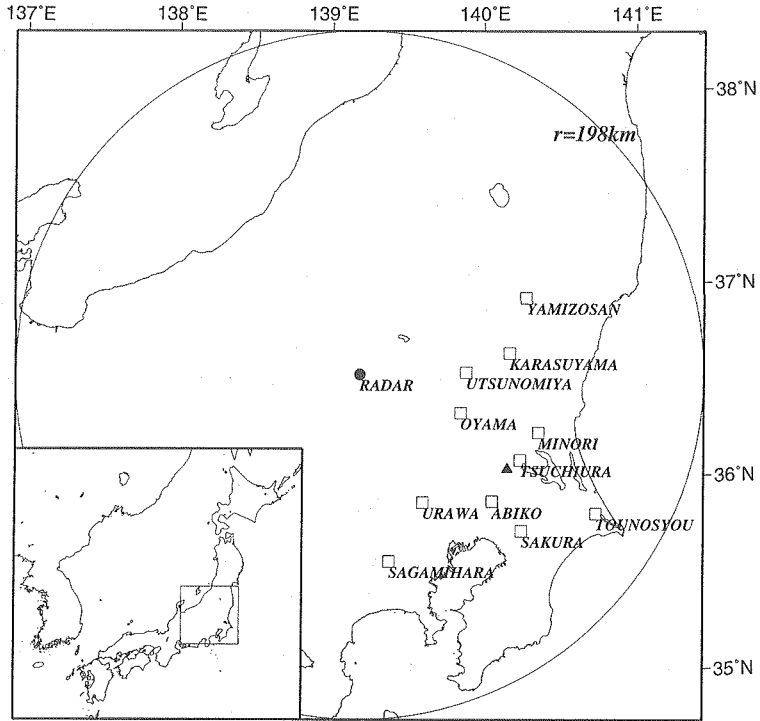 137°E 138°E 139°E 140°E 141°E
38°N
r=198km
37°N
YAMIZOSAN
KARASUYAMA
RADAR
UTSUNOMIYA
OYAMA
MINORI
TSUCHIURA
36°N
URAWA
ABIKO
TOUNOSYOU
SAKURA
SAGAMIHARA
35°N